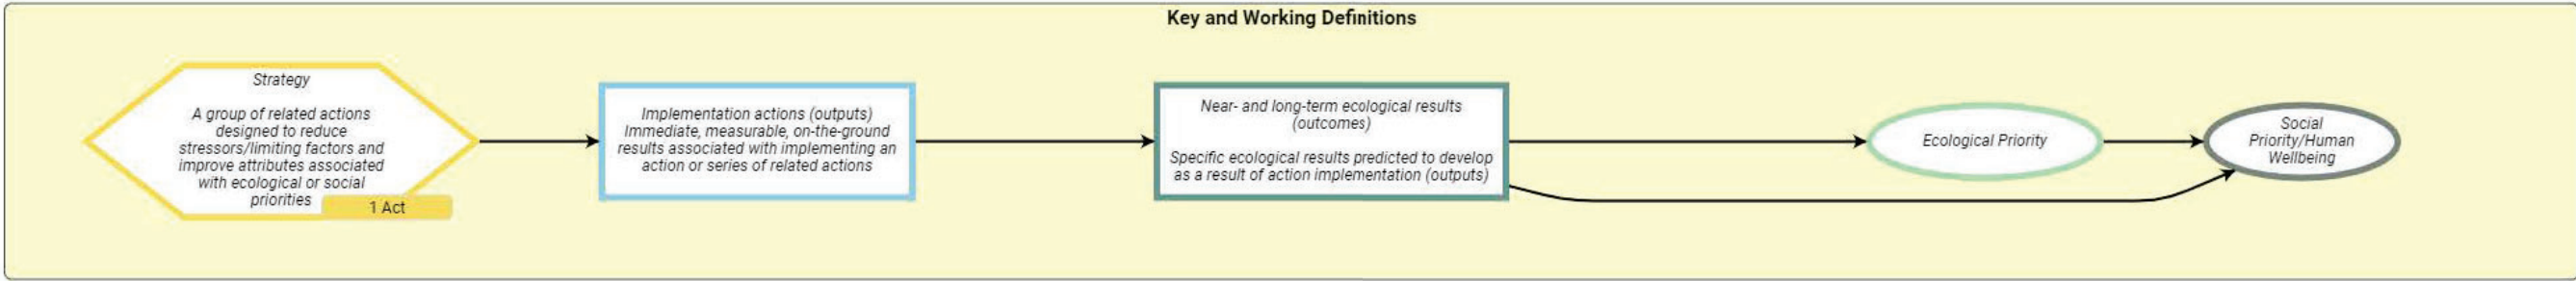 Key and Working Definitions
Strategy
A group of related actions
designed to reduce
stressors/limiting factors and
improve attributes associated
with ecological or social
priorities
1 Act
Implementation actions (outputs)
Immediate, measurable, on-the-ground
results associated with implementing an
action or series of related actions
Near- and long-term ecological results
(outcomes)
Specific ecological results predicted to develop
as a result of action implementation (outputs)
Ecological Priority
Social
Priority/Human
Wellbeing